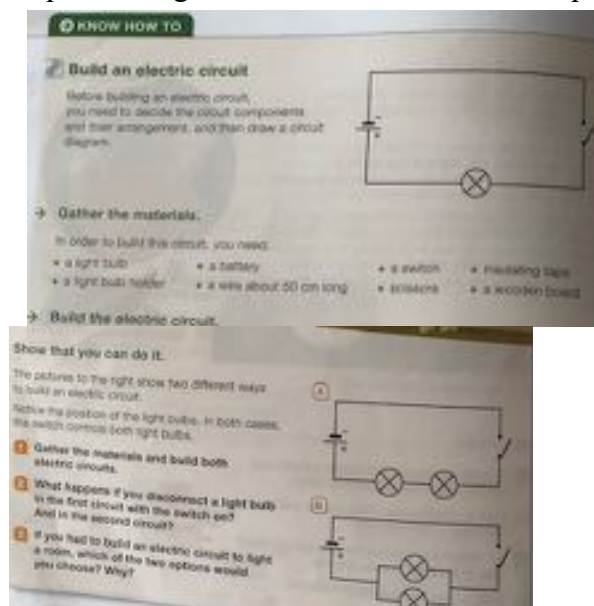 KNOW HOW TO
Build an electric circuit
Before building an electric circuit,
you need to decide the circuit components
and their arrangement, and then draw a circuit
diagram.
Gather the materials.
In order to build this circuit, you need:
• a light bulb • a battery • a switch • insulating tape
• a light bulb holder • a wire about 50 cm long • scissors • a wooden board
Build the electric circuit.
Show that you can do it.
The pictures to the right show two different ways
to build an electric circuit.
Notice the position of the light bulbs. In both cases,
the switch controls both light bulbs.
1 Gather the materials and build both
electric circuits.
2 What happens if you disconnect a light bulb
in the first circuit with the switch on?
And in the second circuit?
3 If you had to build an electric circuit to light
a room, which of the two options would
you choose? Why?
A
B